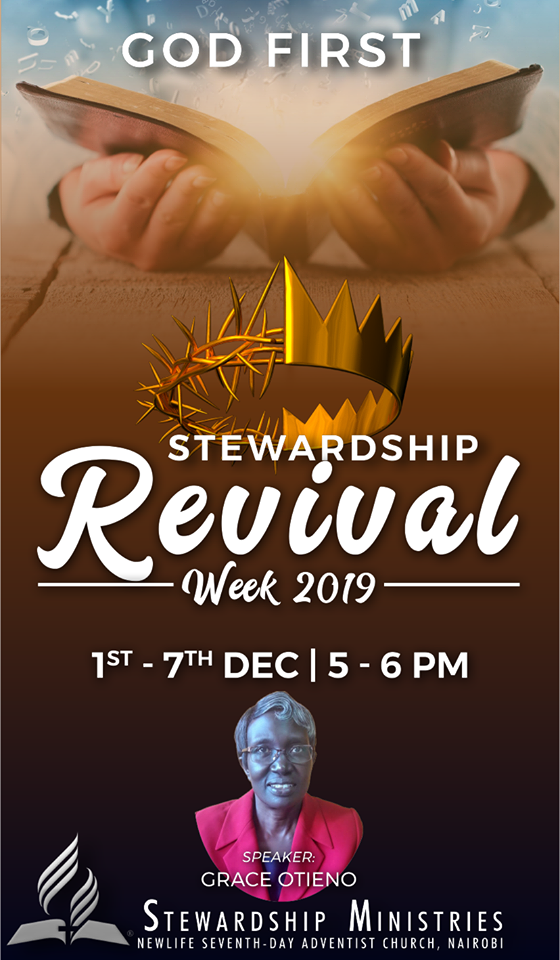 GOD FIRST
STEWARDSHIP
Revival
Week 2019
1ST - 7TH DEC | 5 - 6 PM
SPEAKER:
GRACE OTIENO
STEWARDSHIP MINISTRIES
®
NEWLIFE SEVENTH-DAY ADVENTIST CHURCH, NAIROBI